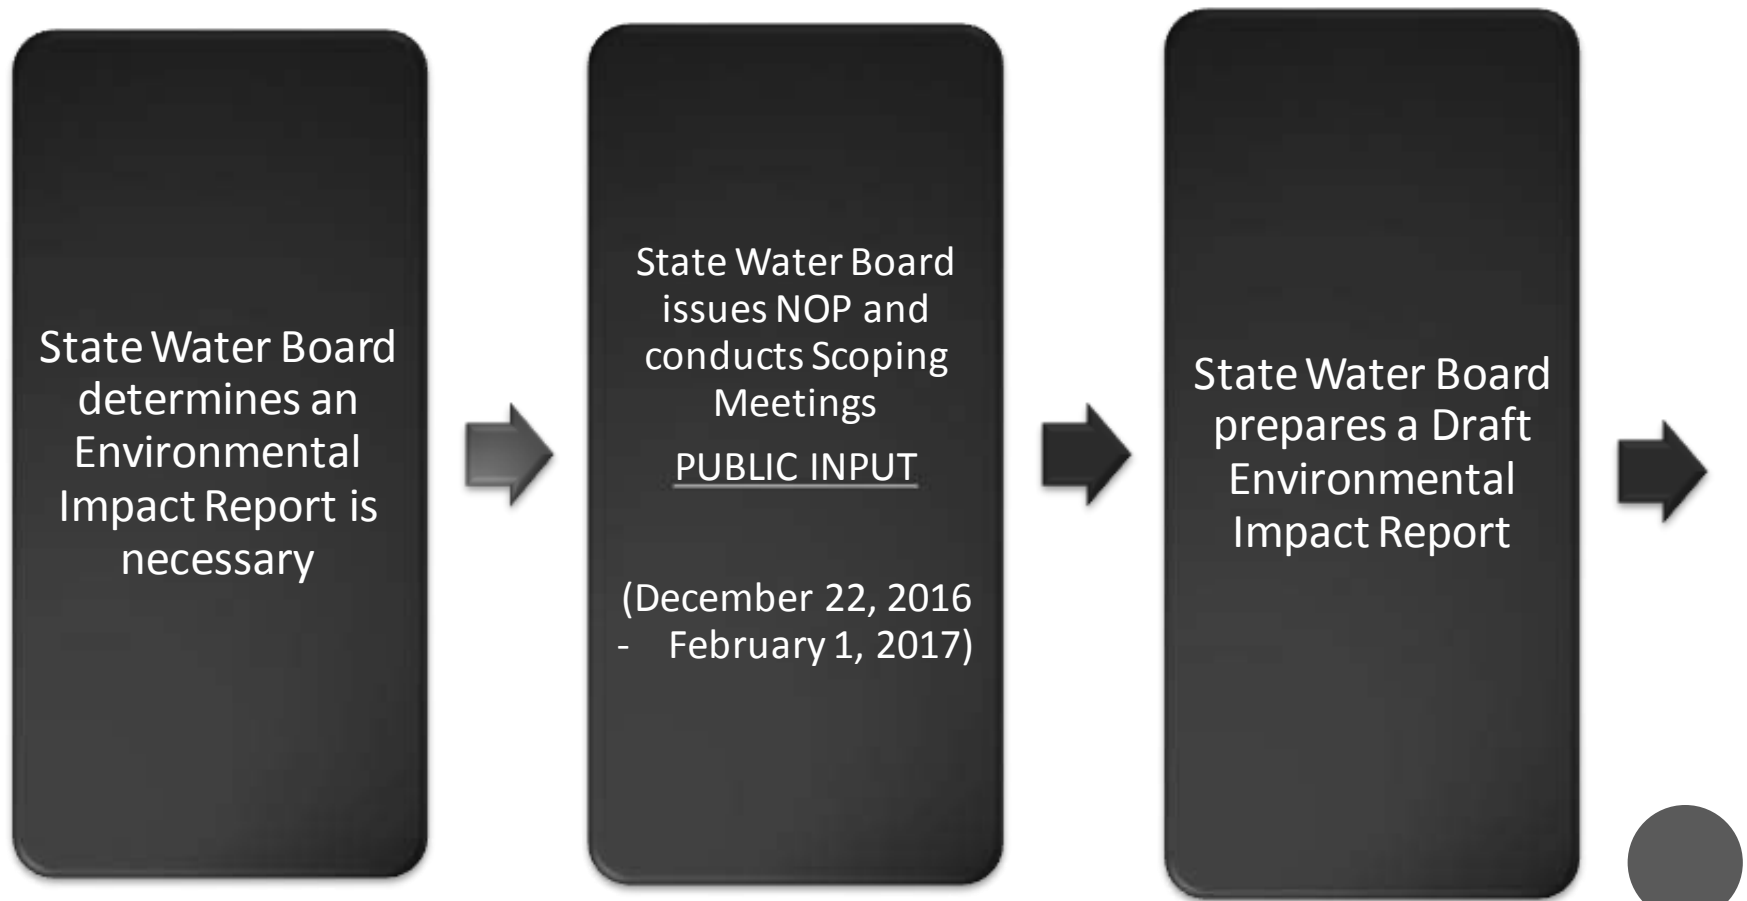 State Water Board
determines an
Environmental
Impact Report is
necessary
State Water Board
issues NOP and
conducts Scoping
Meetings
PUBLIC INPUT
(December 22, 2016
- February 1, 2017)
State Water Board
prepares a Draft
Environmental
Impact Report